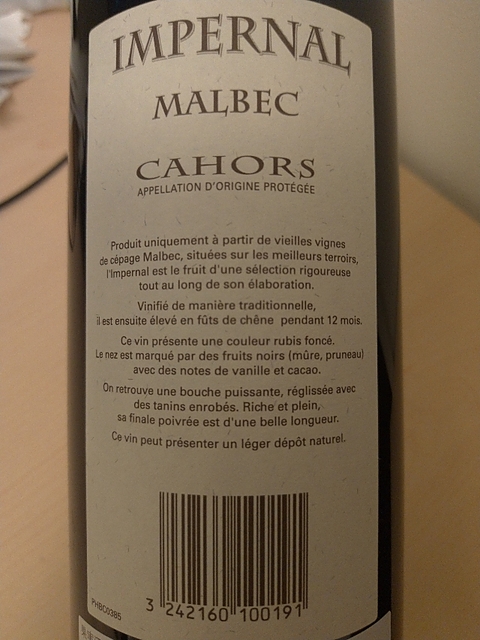 IMPERNAL
MALBEC
CAHORS
APPELLATION D'ORIGINE PROTÉGÉE
Produit uniquement à partir de vieilles vignes
de cépage Malbec, situées sur les meilleurs terroirs,
l'Impernal est le fruit d'une sélection rigoureuse
tout au long de son élaboration.
Vinifié de manière traditionnelle,
il est ensuite élevé en fûts de chêne pendant 12 mois.
Ce vin présente une couleur rubis foncé.
Le nez est marqué par des fruits noirs (mûre, pruneau)
avec des notes de vanille et cacao.
On retrouve une bouche puissante, réglissée avec
des tanins enrobés. Riche et plein,
sa finale poivrée est d'une belle longueur.
Ce vin peut présenter un léger dépôt naturel.
PHBC0385
3 242160 100191